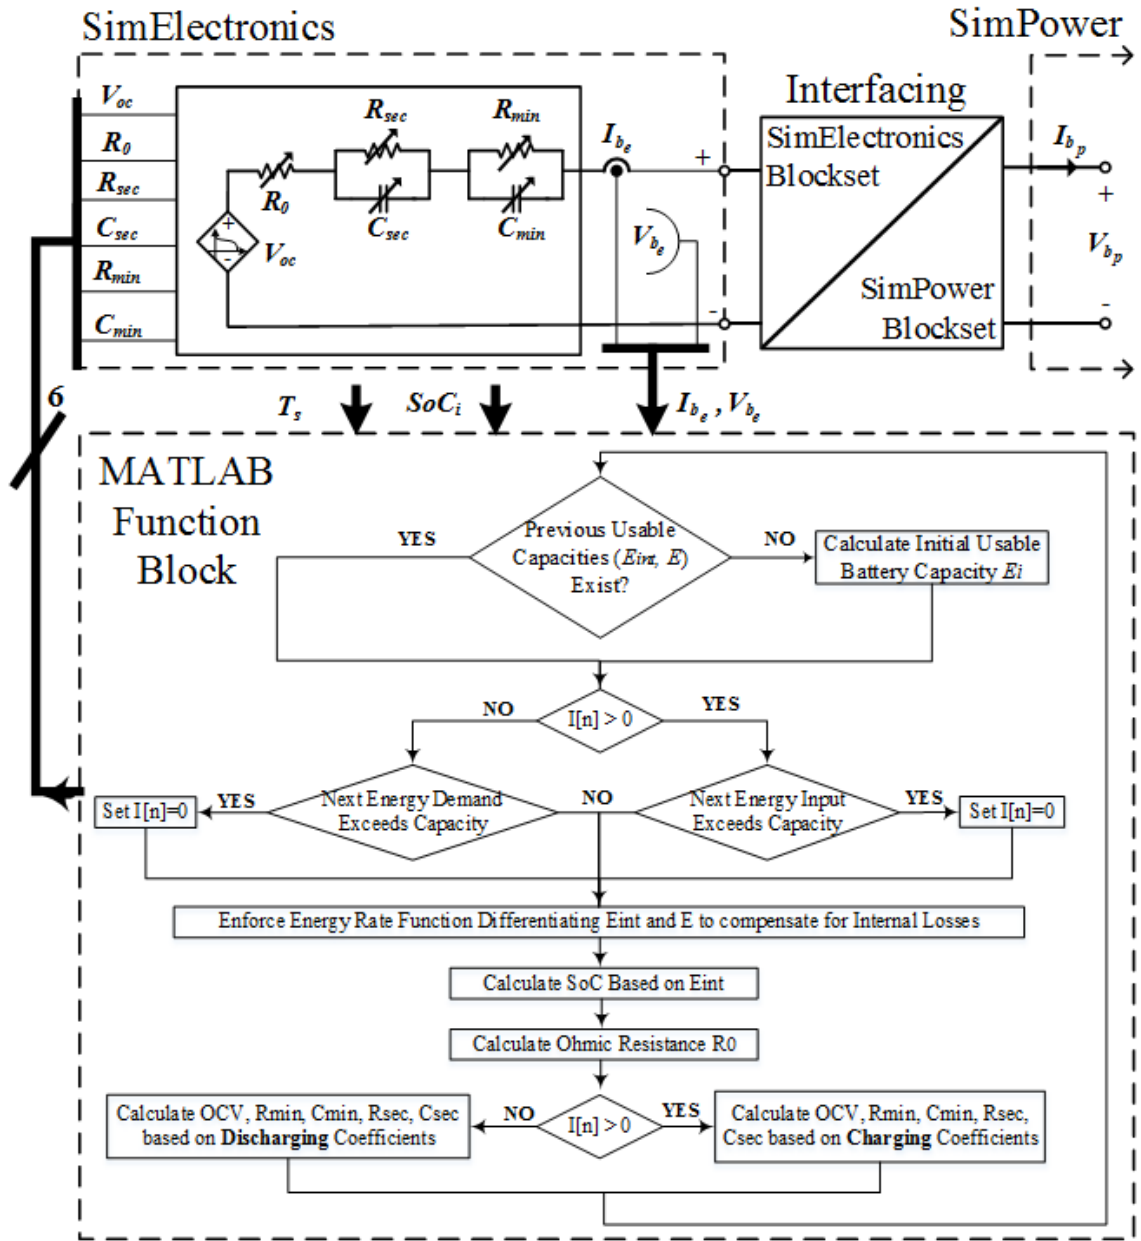 SimElectronics
SimPower
Voc
R0
Rsec
Csec
Rmin
Cmin
Rsec
Rmin
R0
Csec
Cmin
+
-
Voc
Ibe
+
Vbe
-
Interfacing
SimElectronics
Blockset
SimPower
Blockset
Ibp
+
Vbp
-
6
Ts
SoCi
Ibe , Vbe
MATLAB
Function
Block
YES
Previous Usable
Capacities (Eint, E)
Exist?
NO
Calculate Initial Usable
Battery Capacity Ei
NO
I[n] > 0
YES
Set I[n]=0
YES
Next Energy Demand
Exceeds Capacity
NO
Next Energy Input
Exceeds Capacity
YES
Set I[n]=0
Enforce Energy Rate Function Differentiating Eint and E to compensate for Internal Losses
Calculate SoC Based on Eint
Calculate Ohmic Resistance R0
Calculate OCV, Rmin, Cmin, Rsec, Csec
based on Discharging Coefficients
NO
I[n] > 0
YES
Calculate OCV, Rmin, Cmin, Rsec,
Csec based on Charging Coefficients